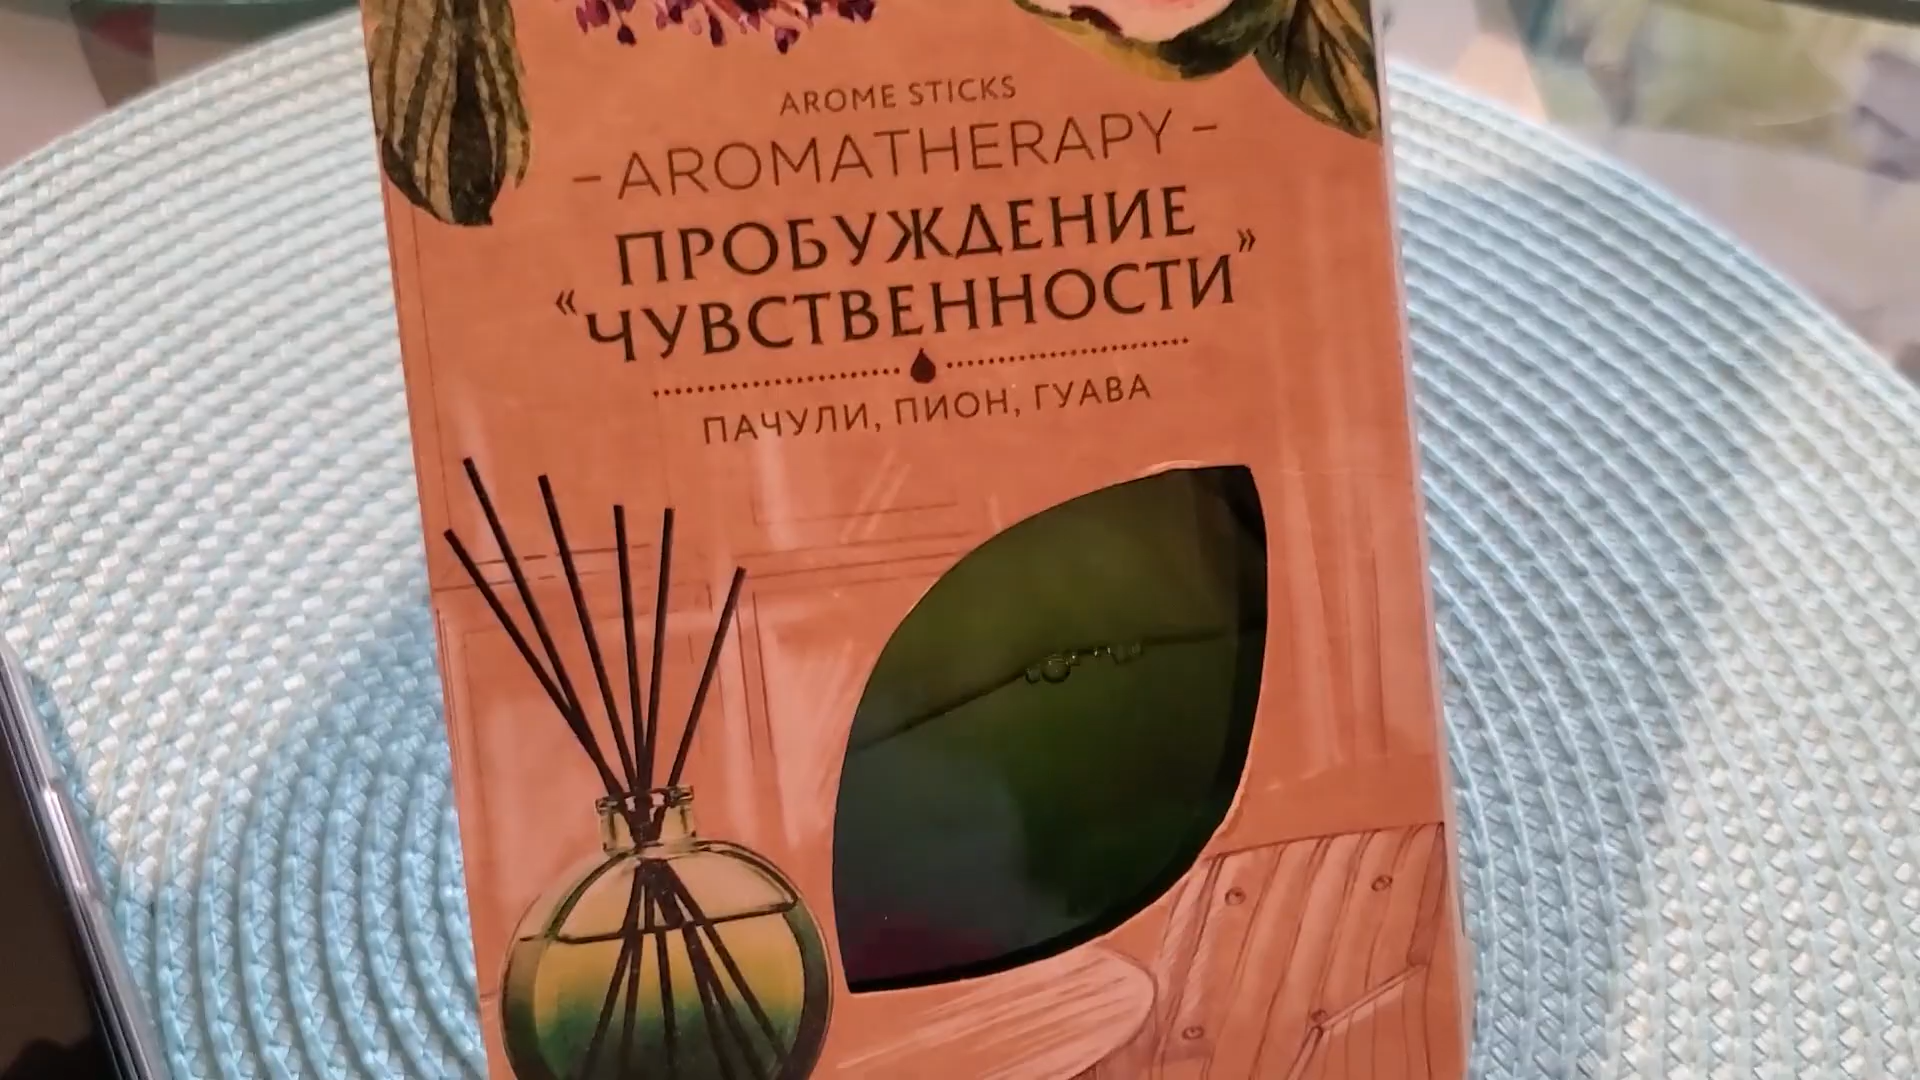 AROME STICKS
– AROMATHERAPY –
ПРОБУЖДЕНИЕ
«ЧУВСТВЕННОСТИ»
ПАЧУЛИ, ПИОН, ГУАВА